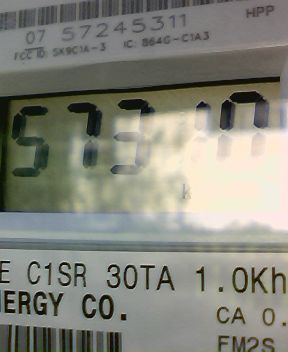 HPP
07 57245311
FCC ID: SK9C1A-3 IC: 864G-C1A3
573
k
E C1SR 30TA 1.0Kh
ERGY CO.
CA 0.
FM2S